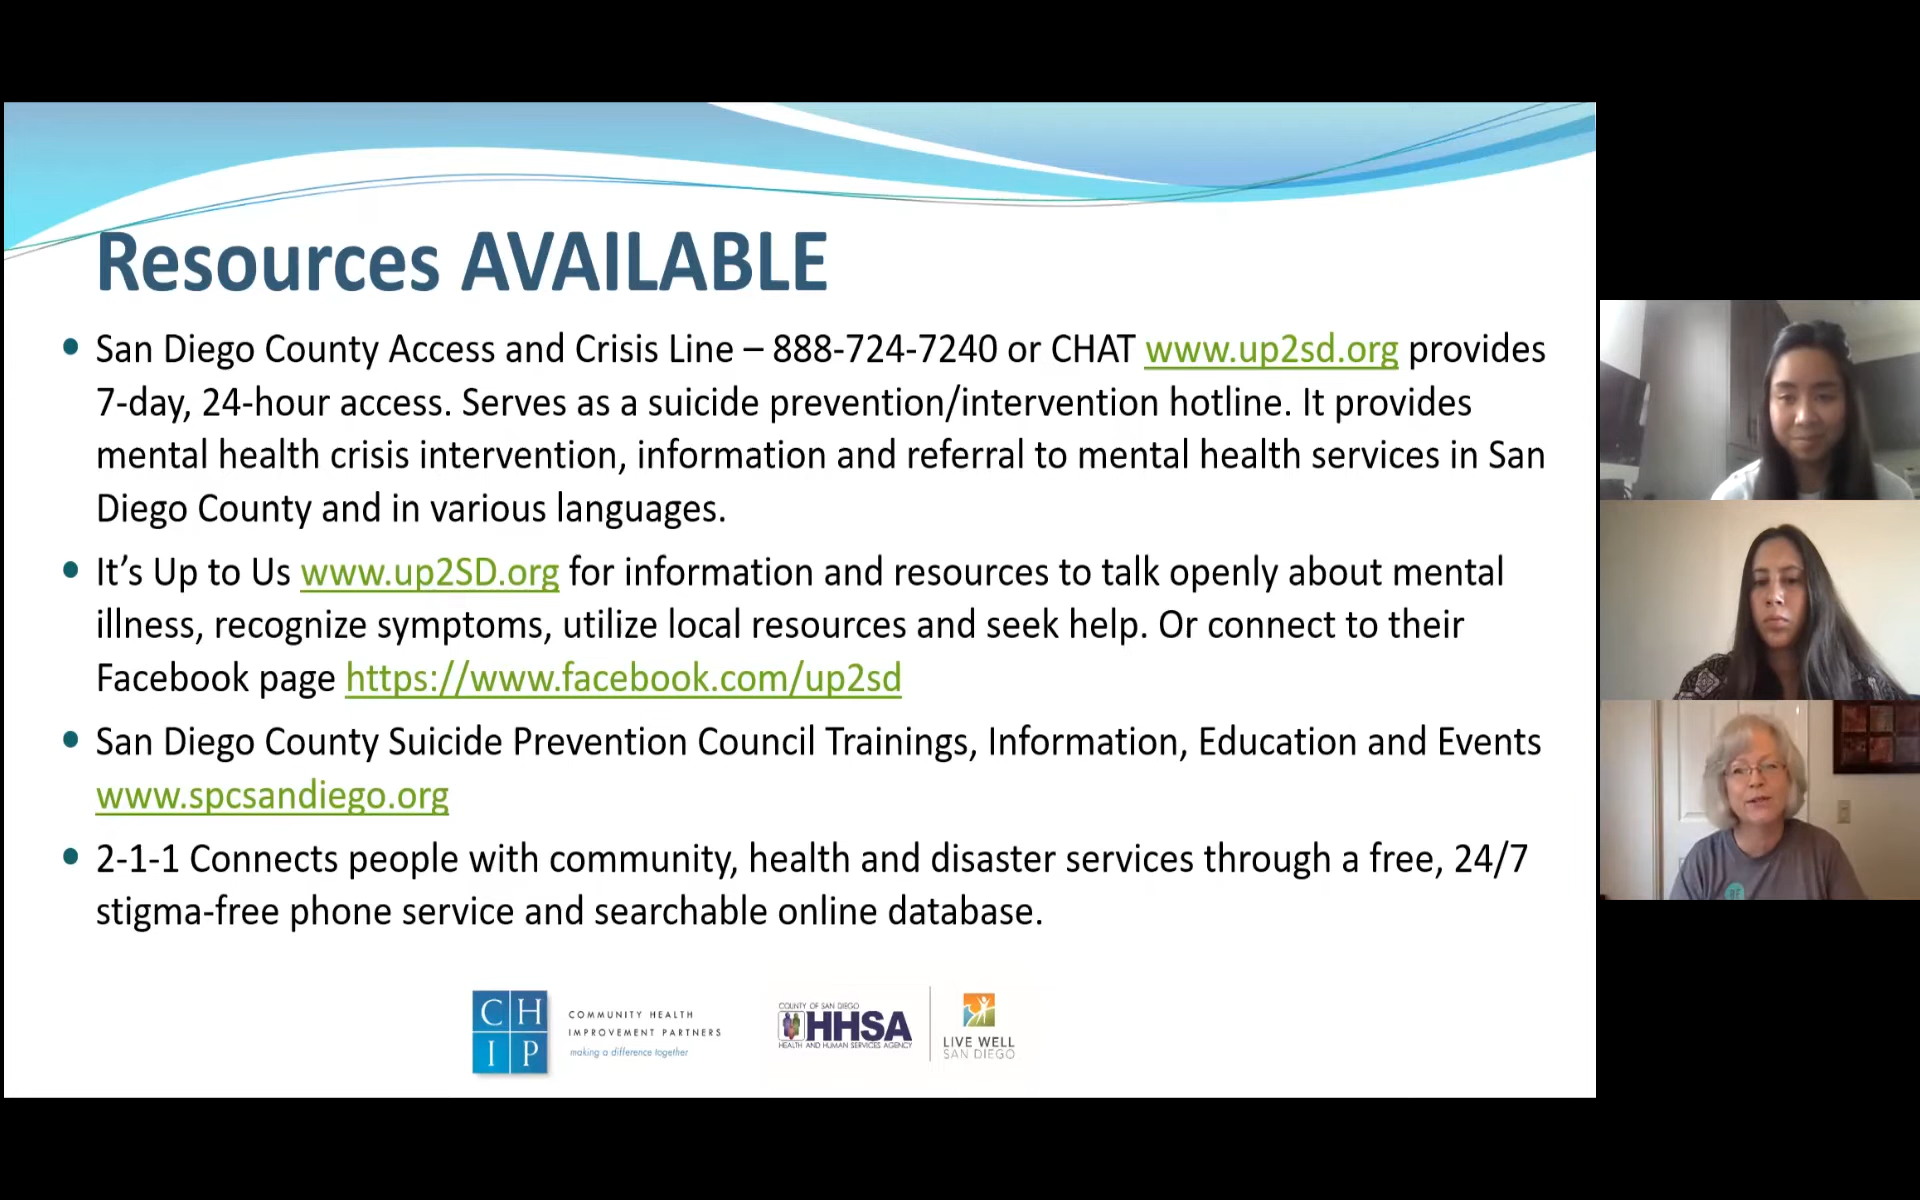 Resources AVAILABLE
• San Diego County Access and Crisis Line – 888-724-7240 or CHAT www.up2sd.org provides
7-day, 24-hour access. Serves as a suicide prevention/intervention hotline. It provides
mental health crisis intervention, information and referral to mental health services in San
Diego County and in various languages.
• It’s Up to Us www.up2SD.org for information and resources to talk openly about mental
illness, recognize symptoms, utilize local resources and seek help. Or connect to their
Facebook page https://www.facebook.com/up2sd
• San Diego County Suicide Prevention Council Trainings, Information, Education and Events
www.spcsandiego.org
• 2-1-1 Connects people with community, health and disaster services through a free, 24/7
stigma-free phone service and searchable online database.
CH
IP
COMMUNITY HEALTH
IMPROVEMENT PARTNERS
making a difference together
COUNTY OF SAN DIEGO
HHSA
HEALTH AND HUMAN SERVICES AGENCY
LIVE WELL
SAN DIEGO